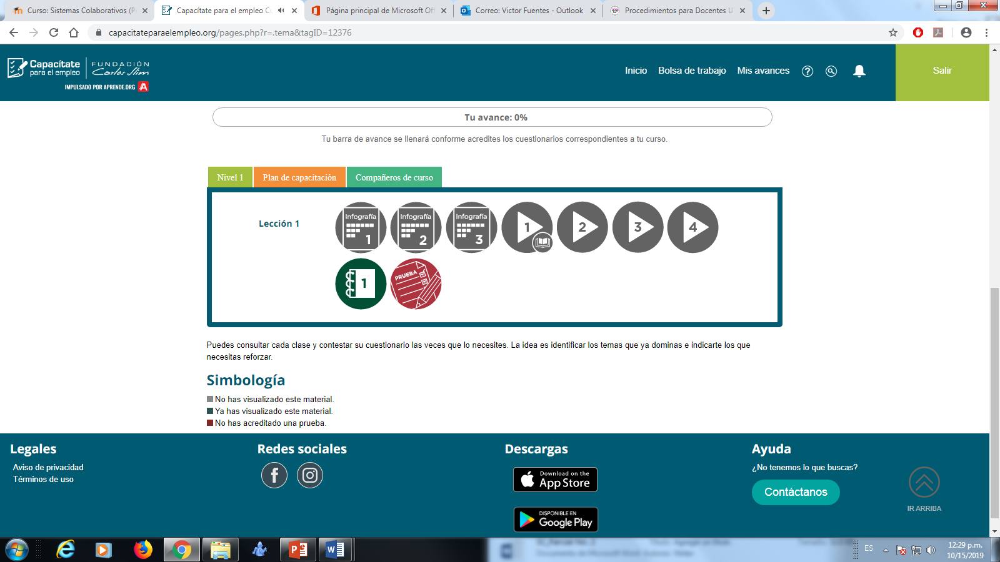 Curso: Sistemas Colaborativos (P
Capacítate para el empleo Cu
Página principal de Microsoft Off
Correo: Victor Fuentes - Outlook
Procedimientos para Docentes U
capacitateparaelempleo.org/pages.php?r=.tema&tagID=12376
Capacítate
para el empleo
FUNDACIÓN
Carlos Slim
IMPULSADO POR APRENDE.ORG
Inicio
Bolsa de trabajo
Mis avances
Salir
Tu avance: 0%
Tu barra de avance se llenará conforme acredites los cuestionarios correspondientes a tu curso.
Nivel 1
Plan de capacitación
Compañeros de curso
Lección 1
Infografía 1
Infografía 2
Infografía 3
1
2
3
4
1
PRUEBA
Puedes consultar cada clase y contestar su cuestionario las veces que lo necesites. La idea es identificar los temas que ya dominas e indicarte los que
necesitas reforzar.
Simbología
No has visualizado este material.
Ya has visualizado este material.
No has acreditado una prueba.
Legales
Aviso de privacidad
Términos de uso
Redes sociales
Descargas
Download on the
App Store
DISPONIBLE EN
Google Play
Ayuda
¿No tenemos lo que buscas?
Contáctanos
IR ARRIBA
ES
12:29 p.m.
10/15/2019